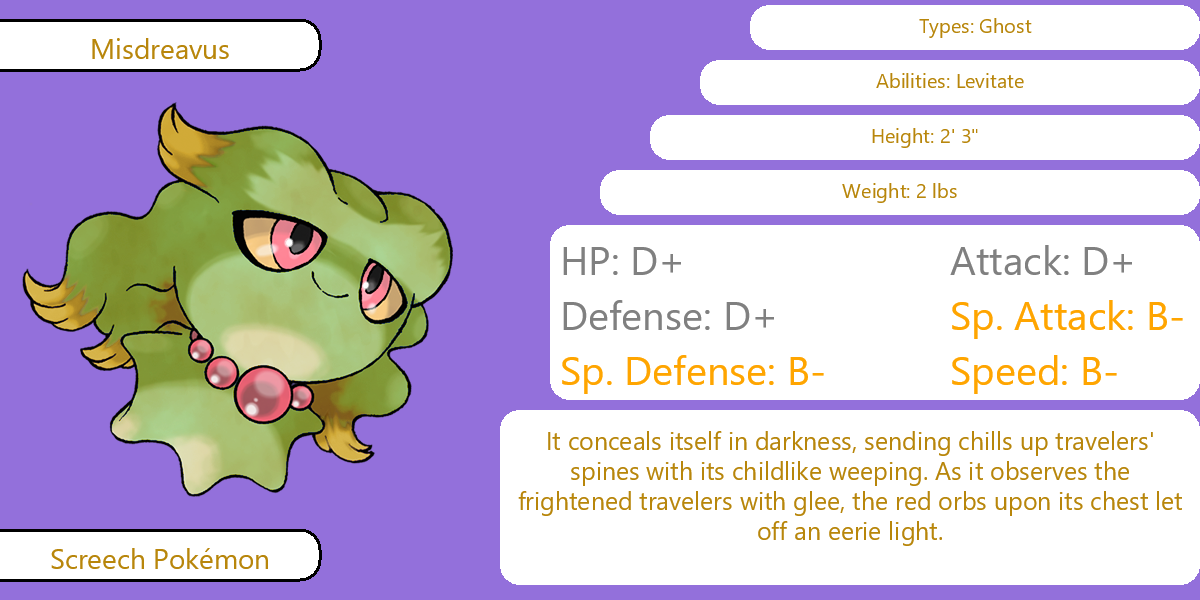 Misdreavus
Types: Ghost
Abilities: Levitate
Height: 2' 3"
Weight: 2 lbs
HP: D+
Attack: D+
Defense: D+
Sp. Attack: B-
Sp. Defense: B-
Speed: B-
It conceals itself in darkness, sending chills up travelers'
spines with its childlike weeping. As it observes the
frightened travelers with glee, the red orbs upon its chest let
off an eerie light.
Screech Pokémon